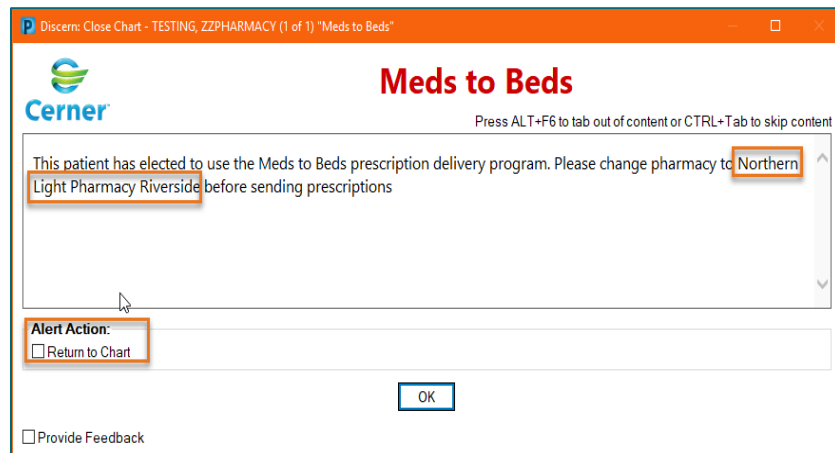 Discern: Close Chart - TESTING, ZZPHARMACY (1 of 1) "Meds to Beds"
Cerner
Meds to Beds
Press ALT+F6 to tab out of content or CTRL+Tab to skip content
This patient has elected to use the Meds to Beds prescription delivery program. Please change pharmacy to Northern
Light Pharmacy Riverside before sending prescriptions
Alert Action:
Return to Chart
OK
Provide Feedback